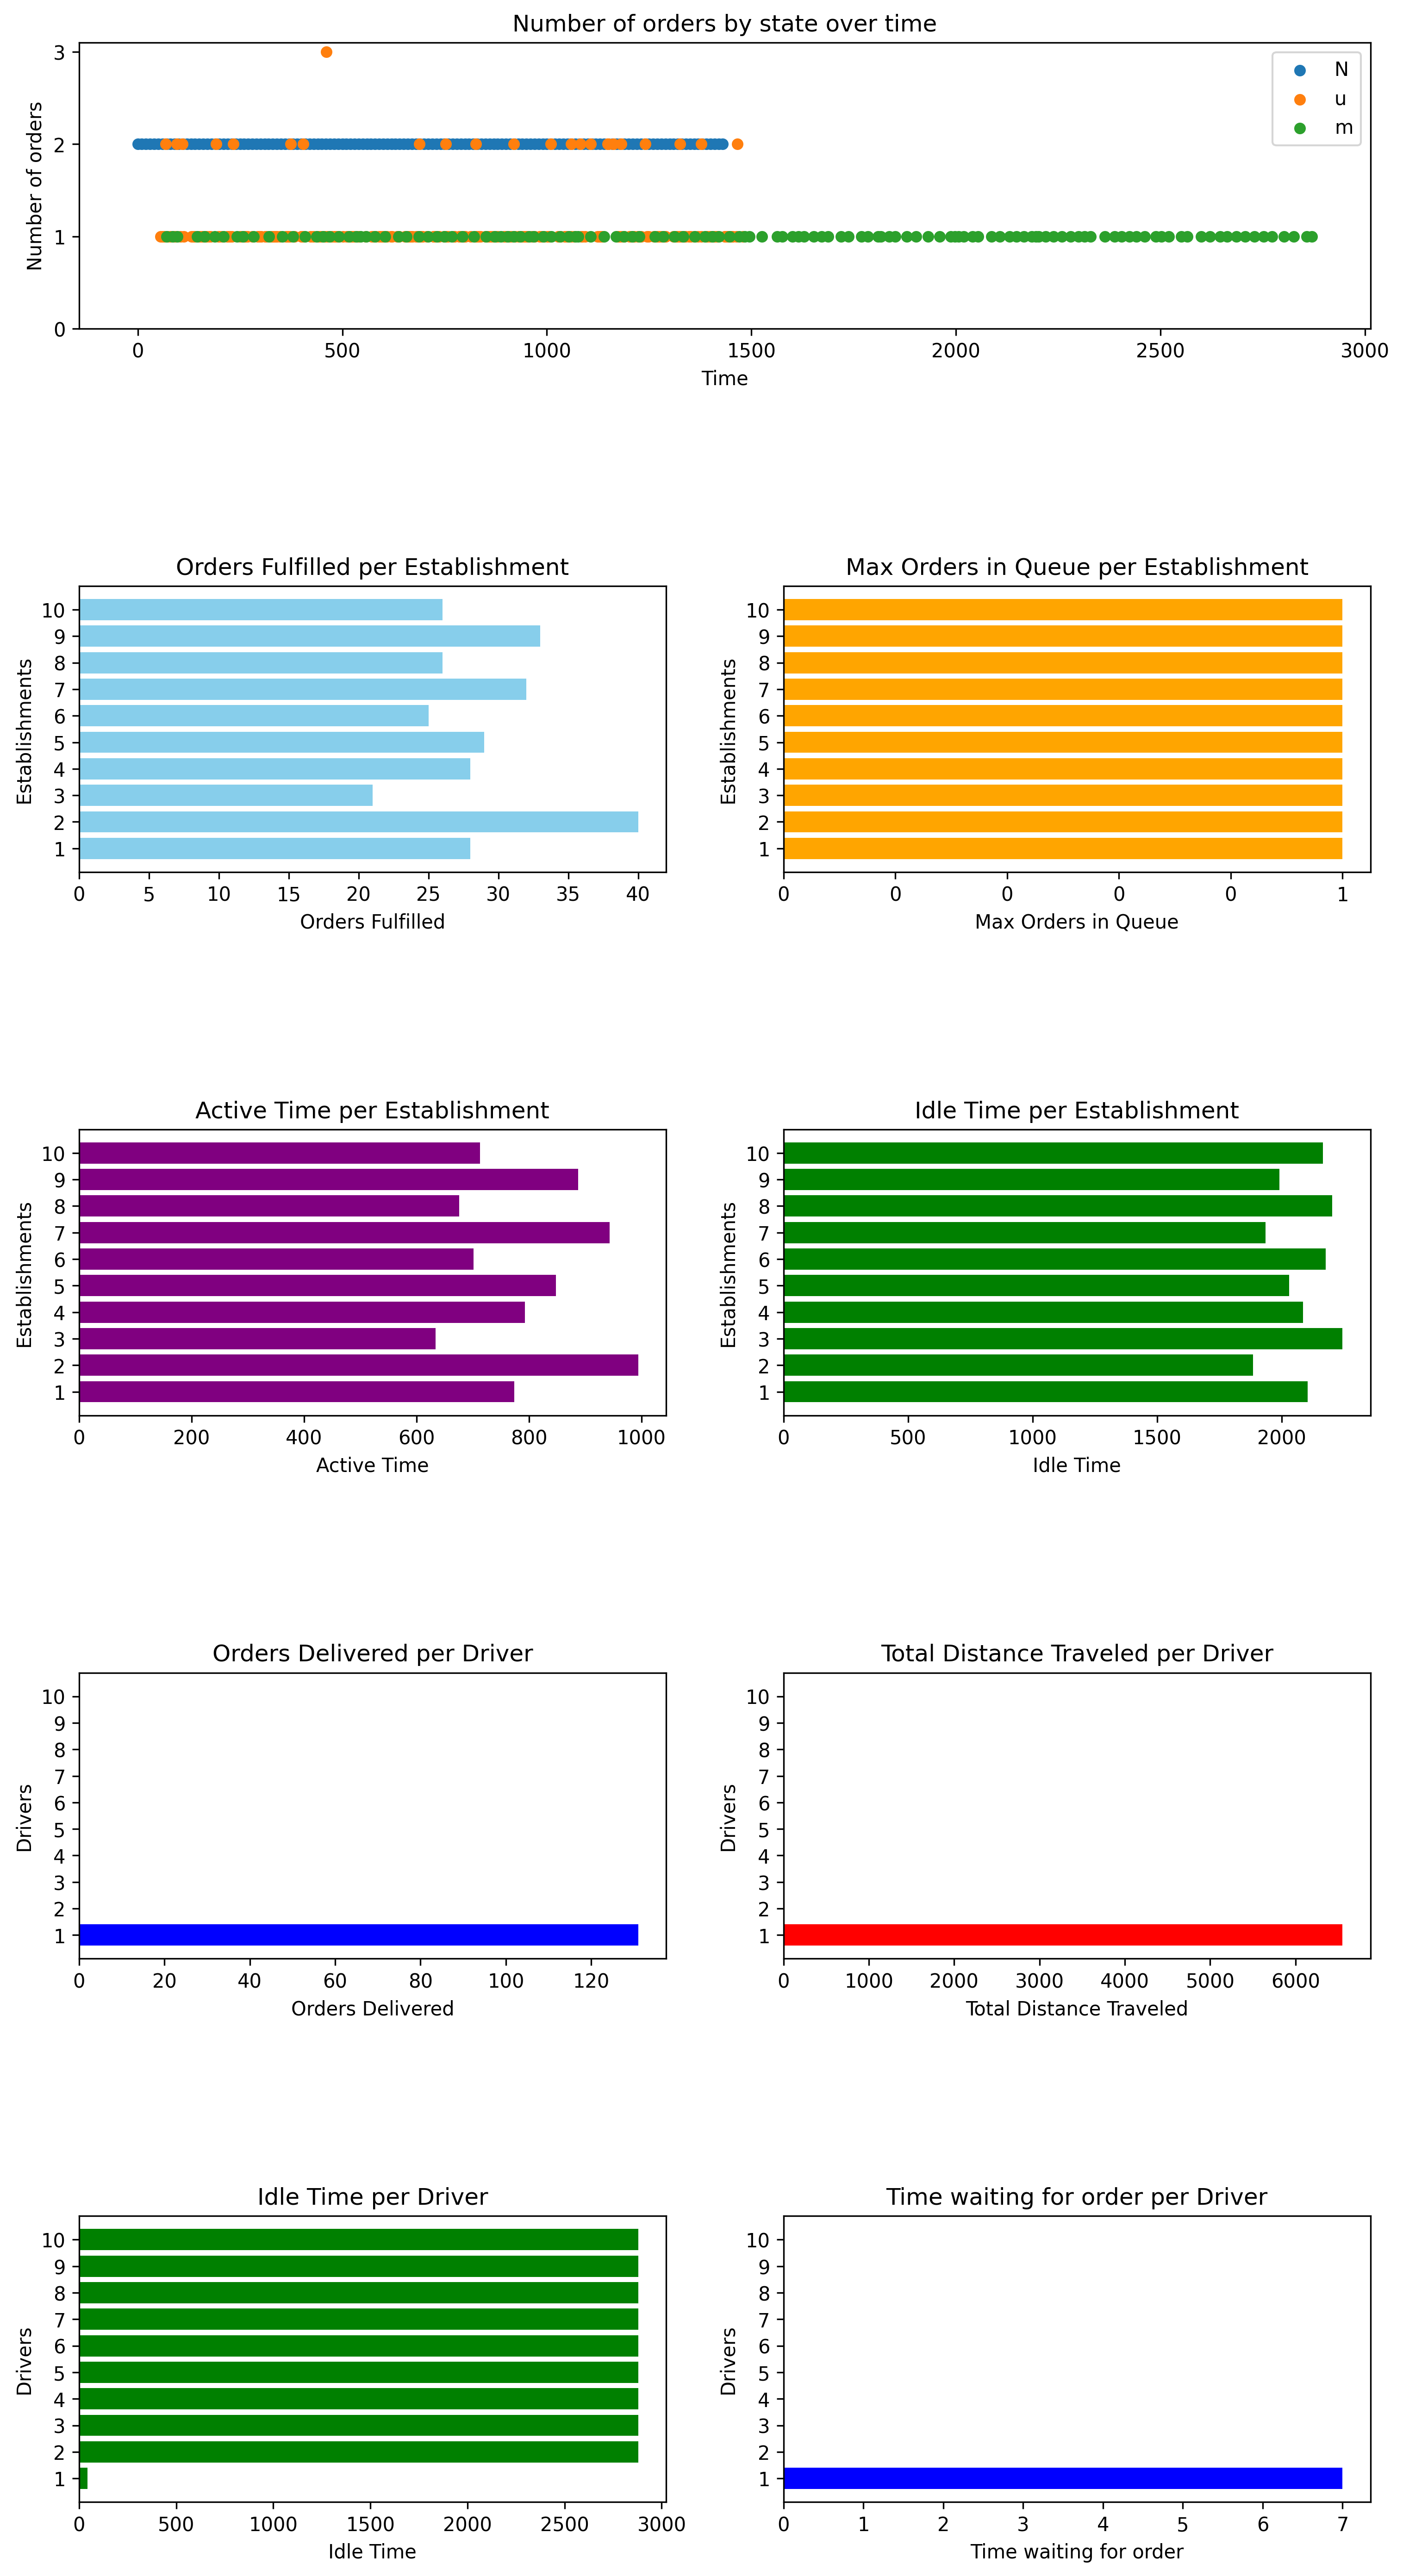 Number of orders by state over time
3
2
1
0
Number of orders
N
u
m
0 500 1000 1500 2000 2500 3000
Time
Orders Fulfilled per Establishment
10
9
8
7
6
5
4
3
2
1
Establishments
0 5 10 15 20 25 30 35 40
Orders Fulfilled
Max Orders in Queue per Establishment
10
9
8
7
6
5
4
3
2
1
Establishments
0 0 0 0 0 1
Max Orders in Queue
Active Time per Establishment
10
9
8
7
6
5
4
3
2
1
Establishments
0 200 400 600 800 1000
Active Time
Idle Time per Establishment
10
9
8
7
6
5
4
3
2
1
Establishments
0 500 1000 1500 2000
Idle Time
Orders Delivered per Driver
10
9
8
7
6
5
4
3
2
1
Drivers
0 20 40 60 80 100 120
Orders Delivered
Total Distance Traveled per Driver
10
9
8
7
6
5
4
3
2
1
Drivers
0 1000 2000 3000 4000 5000 6000
Total Distance Traveled
Idle Time per Driver
10
9
8
7
6
5
4
3
2
1
Drivers
0 500 1000 1500 2000 2500 3000
Idle Time
Time waiting for order per Driver
10
9
8
7
6
5
4
3
2
1
Drivers
0 1 2 3 4 5 6 7
Time waiting for order